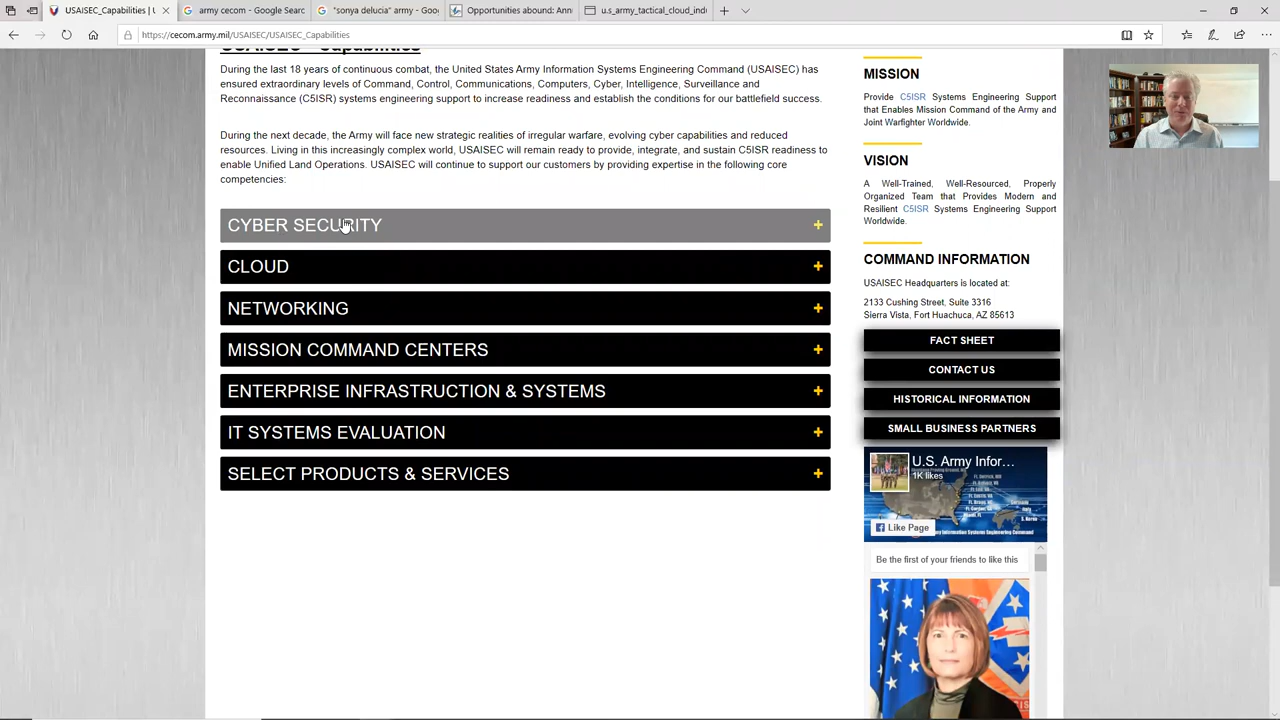 USAISEC_Capabilities | U
army cecom - Google Searc
"sonya delucia" army - Goo
Opportunities abound: Ann
u.s_army_tactical_cloud_ind
https://cecom.army.mil/USAISEC/USAISEC_Capabilities
USAISEC - Capabilities
During the last 18 years of continuous combat, the United States Army Information Systems Engineering Command (USAISEC) has
ensured extraordinary levels of Command, Control, Communications, Computers, Cyber, Intelligence, Surveillance and
Reconnaissance (C5ISR) systems engineering support to increase readiness and establish the conditions for our battlefield success.
During the next decade, the Army will face new strategic realities of irregular warfare, evolving cyber capabilities and reduced
resources. Living in this increasingly complex world, USAISEC will remain ready to provide, integrate, and sustain C5ISR readiness to
enable Unified Land Operations. USAISEC will continue to support our customers by providing expertise in the following core
competencies:
CYBER SECURITY +
CLOUD +
NETWORKING +
MISSION COMMAND CENTERS +
ENTERPRISE INFRASTRUCTION & SYSTEMS +
IT SYSTEMS EVALUATION +
SELECT PRODUCTS & SERVICES +
MISSION
Provide C5ISR Systems Engineering Support
that Enables Mission Command of the Army and
Joint Warfighter Worldwide.
VISION
A Well-Trained, Well-Resourced, Properly
Organized Team that Provides Modern and
Resilient C5ISR Systems Engineering Support
Worldwide.
COMMAND INFORMATION
USAISEC Headquarters is located at:
2133 Cushing Street, Suite 3316
Sierra Vista, Fort Huachuca, AZ 85613
FACT SHEET
CONTACT US
HISTORICAL INFORMATION
SMALL BUSINESS PARTNERS
U.S. Army Infor...
1K likes
Like Page
Be the first of your friends to like this